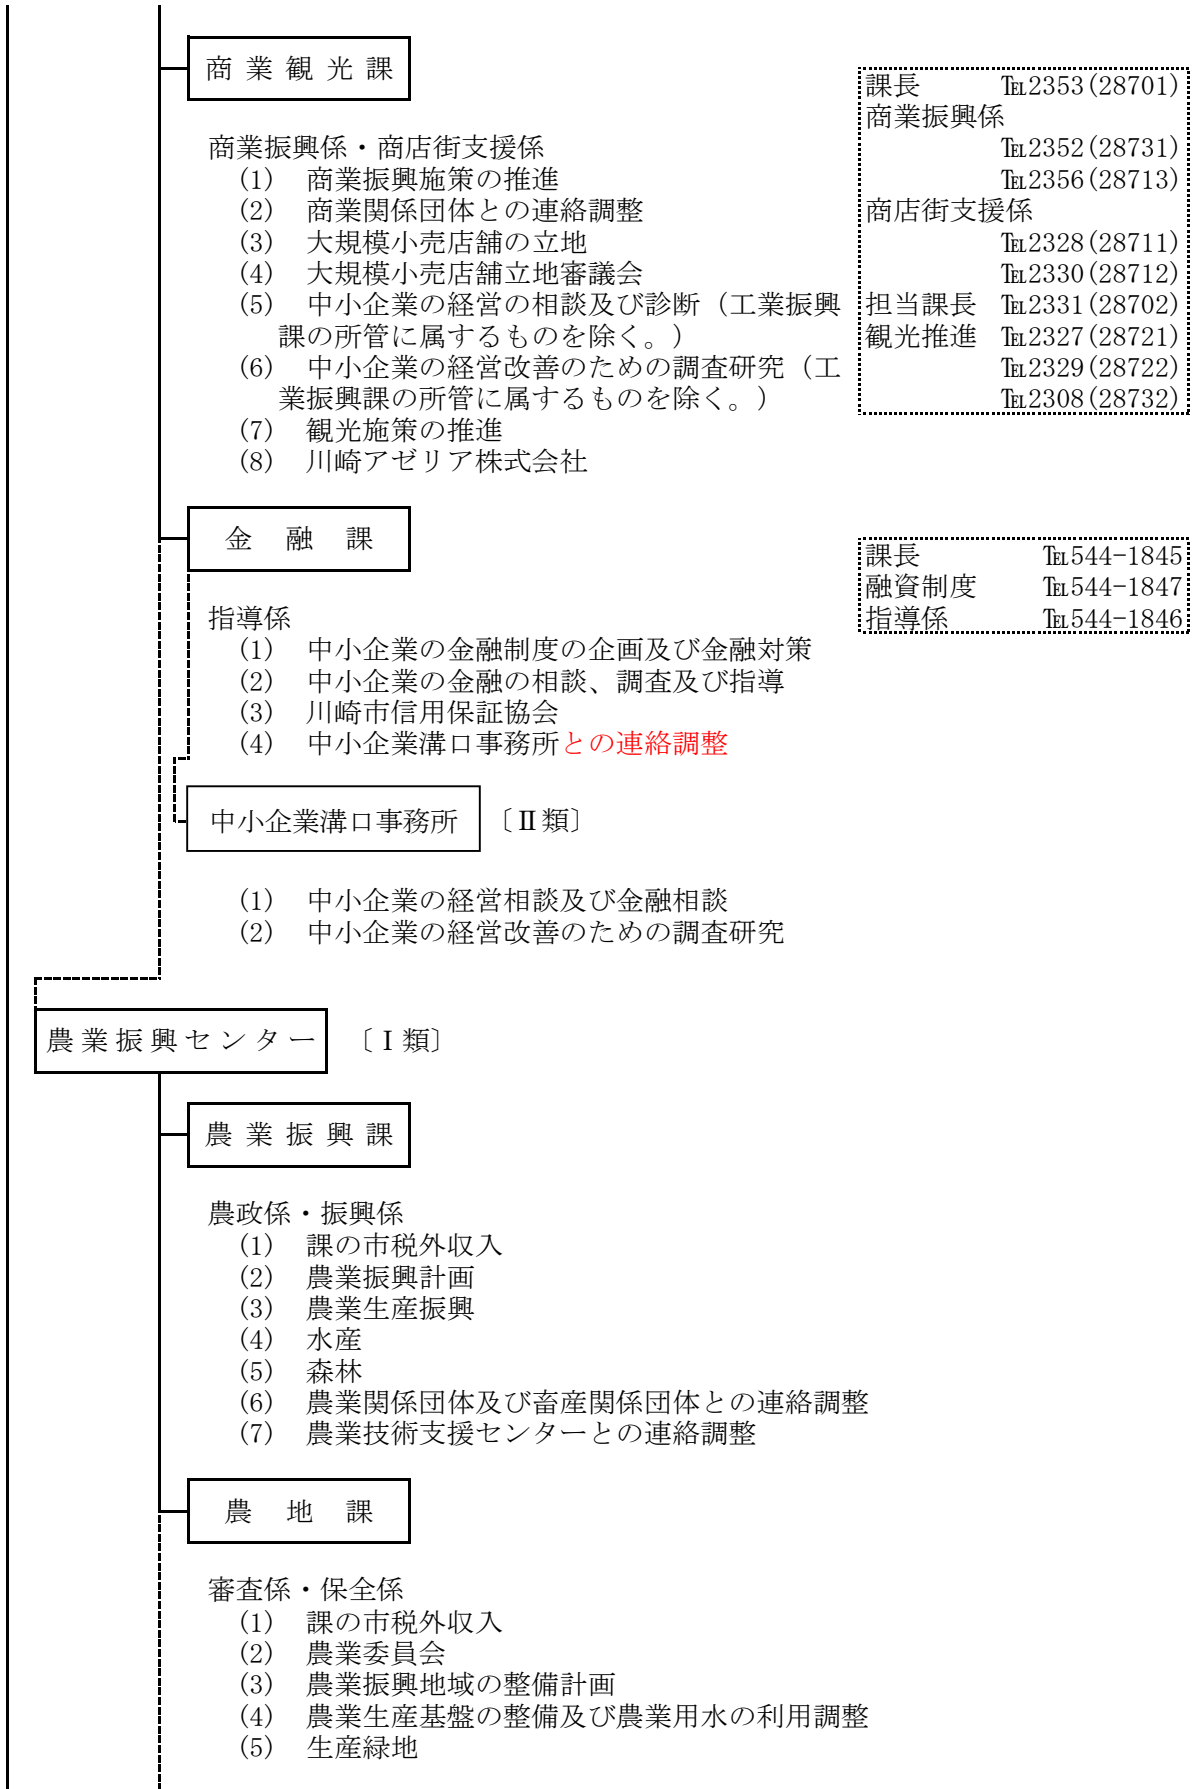 商業観光課
課長 ℡2353(28701)
商業振興係
℡2352(28731)
℡2356(28713)
商店街支援係
℡2328(28711)
℡2330(28712)
担当課長 ℡2331(28702)
観光推進 ℡2327(28721)
℡2329(28722)
℡2308(28732)
商業振興係・商店街支援係
(1) 商業振興施策の推進
(2) 商業関係団体との連絡調整
(3) 大規模小売店舗の立地
(4) 大規模小売店舗立地審議会
(5) 中小企業の経営の相談及び診断（工業振興
課の所管に属するものを除く。）
(6) 中小企業の経営改善のための調査研究（工
業振興課の所管に属するものを除く。）
(7) 観光施策の推進
(8) 川崎アゼリア株式会社
金融課
課長 ℡544-1845
融資制度 ℡544-1847
指導係 ℡544-1846
指導係
(1) 中小企業の金融制度の企画及び金融対策
(2) 中小企業の金融の相談、調査及び指導
(3) 川崎市信用保証協会
(4) 中小企業溝口事務所との連絡調整
中小企業溝口事務所 〔Ⅱ類〕
(1) 中小企業の経営相談及び金融相談
(2) 中小企業の経営改善のための調査研究
農業振興センター 〔Ⅰ類〕
農業振興課
農政係・振興係
(1) 課の市税外収入
(2) 農業振興計画
(3) 農業生産振興
(4) 水産
(5) 森林
(6) 農業関係団体及び畜産関係団体との連絡調整
(7) 農業技術支援センターとの連絡調整
農地課
審査係・保全係
(1) 課の市税外収入
(2) 農業委員会
(3) 農業振興地域の整備計画
(4) 農業生産基盤の整備及び農業用水の利用調整
(5) 生産緑地